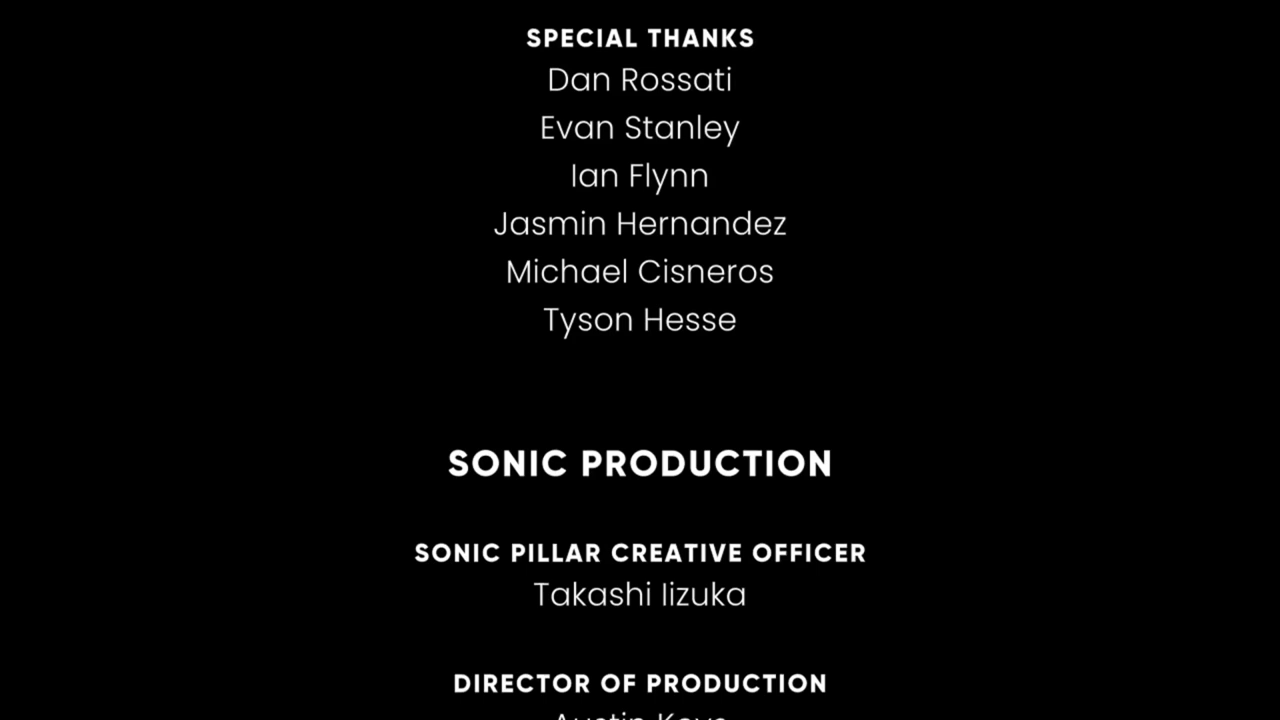 SPECIAL THANKS
Dan Rossati
Evan Stanley
Ian Flynn
Jasmin Hernandez
Michael Cisneros
Tyson Hesse
SONIC PRODUCTION
SONIC PILLAR CREATIVE OFFICER
Takashi Iizuka
DIRECTOR OF PRODUCTION